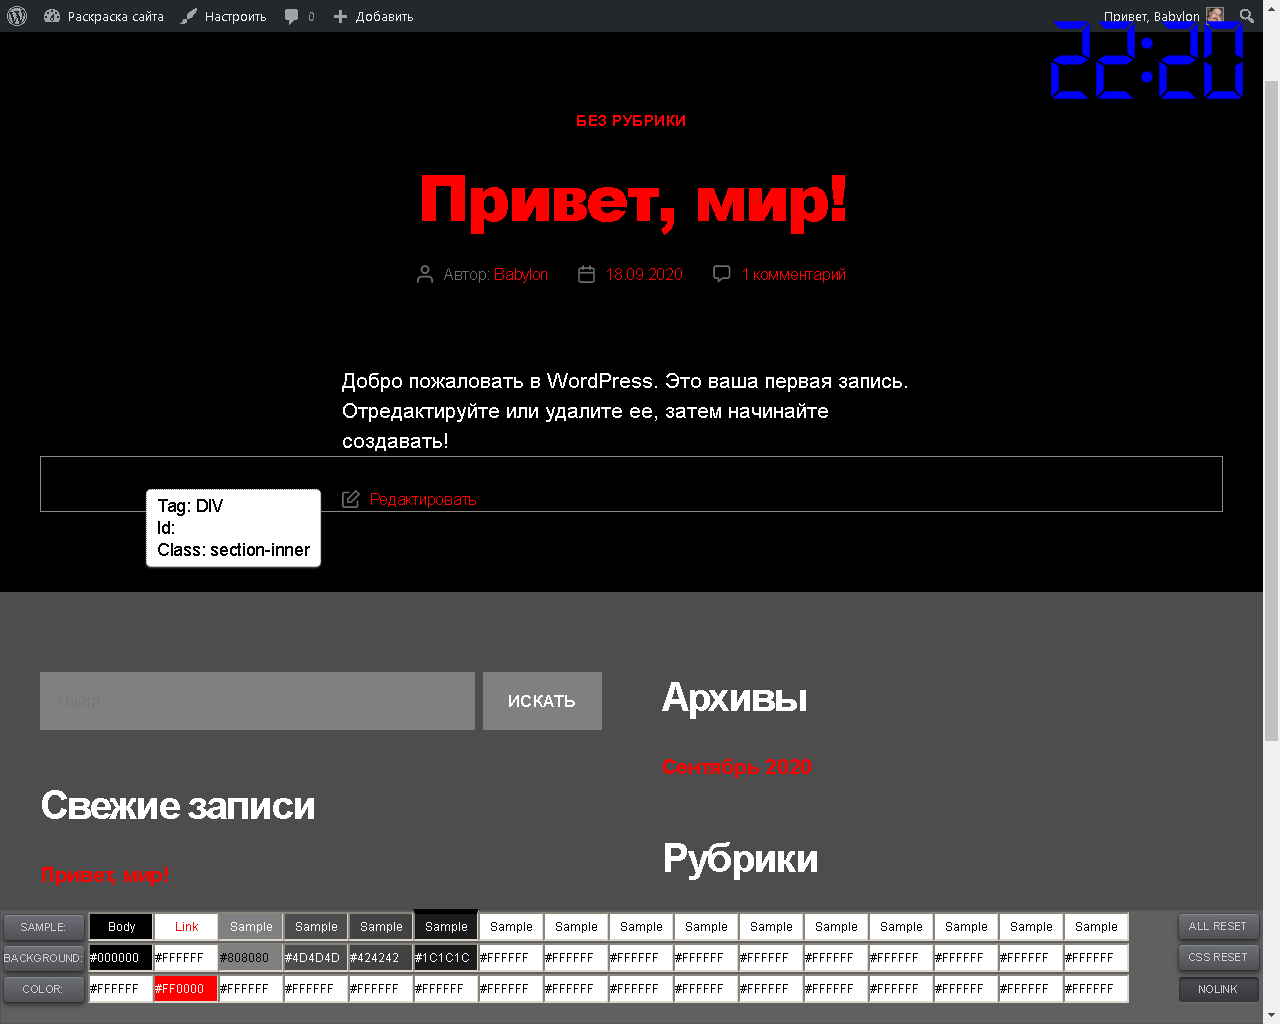 Раскраска сайта Настроить 0 Добавить Привет, Babylon
22:20
БЕЗ РУБРИКИ
Привет, мир!
Автор: Babylon 18.09.2020 1 комментарий
Добро пожаловать в WordPress. Это ваша первая запись.
Отредактируйте или удалите ее, затем начинайте
создавать!
Редактировать
Tag: DIV
Id:
Class: section-inner
Найти
ИСКАТЬ
Архивы
Сентябрь 2020
Свежие записи
Рубрики
Привет, мир!
SAMPLE: Body Link Sample Sample Sample Sample Sample Sample Sample Sample Sample Sample Sample Sample Sample Sample ALL RESET
BACKGROUND: #000000 #FFFFFF #808080 #4D4D4D #424242 #1C1C1C #FFFFFF #FFFFFF #FFFFFF #FFFFFF #FFFFFF #FFFFFF #FFFFFF #FFFFFF #FFFFFF #FFFFFF CSS RESET
COLOR: #FFFFFF #FF0000 #FFFFFF #FFFFFF #FFFFFF #FFFFFF #FFFFFF #FFFFFF #FFFFFF #FFFFFF #FFFFFF #FFFFFF #FFFFFF #FFFFFF #FFFFFF #FFFFFF NOLINK